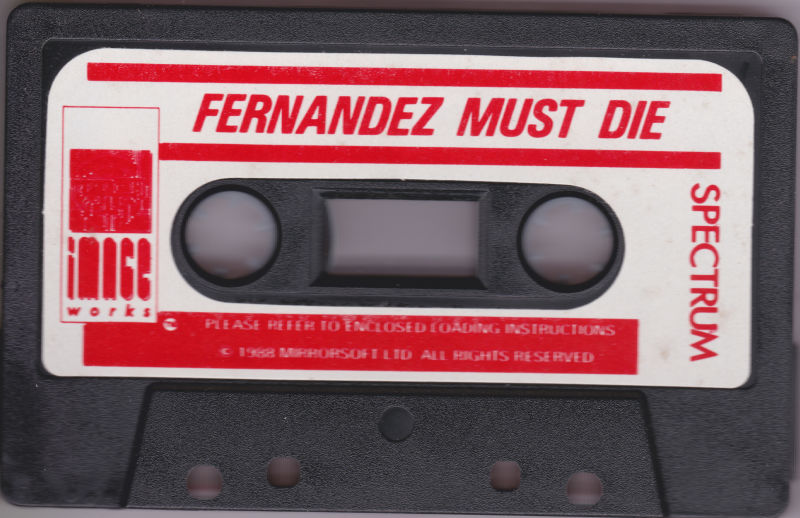 FERNANDEZ MUST DIE
IMAGE
works
SPECTRUM
PLEASE REFER TO ENCLOSED LOADING INSTRUCTIONS
© 1988 MIRRORSOFT LTD ALL RIGHTS RESERVED